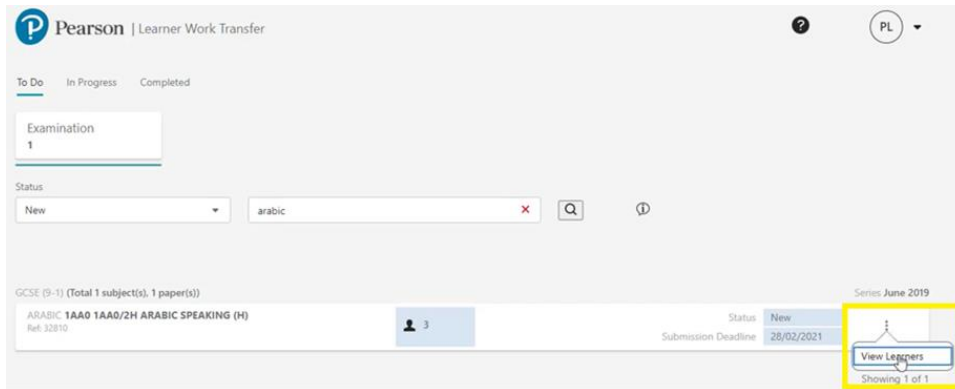 Pearson | Learner Work Transfer
?
PL
To Do In Progress Completed
Examination
1
Status
New
arabic
GCSE (9-1) (Total 1 subject(s), 1 paper(s))
Series June 2019
ARABIC 1AA0 1AA0/2H ARABIC SPEAKING (H)
Ref: 32810
3
Status New
Submission Deadline 28/02/2021
View Learners
Showing 1 of 1